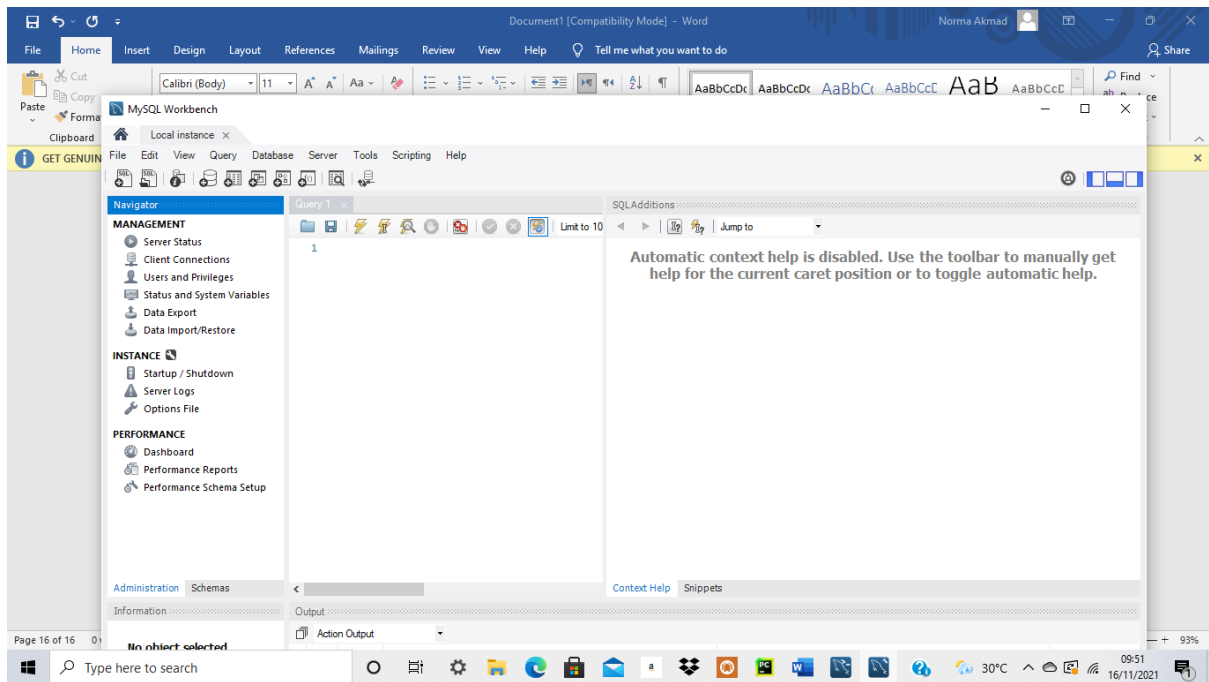 Document1 [Compatibility Mode] - Word
Norma Akmad
File Home Insert Design Layout References Mailings Review View Help Tell me what you want to do Share
Cut
Copy
Paste
Forma
Clipboard
Calibri (Body) 11 A A Aa
AaBbCcDc AaBbCcDc AaBbC( AaBbCcE AaB AaBbCcD
Find
GET GENUIN
MySQL Workbench
Local instance
File Edit View Query Database Server Tools Scripting Help
Navigator
MANAGEMENT
Server Status
Client Connections
Users and Privileges
Status and System Variables
Data Export
Data Import/Restore
INSTANCE
Startup / Shutdown
Server Logs
Options File
PERFORMANCE
Dashboard
Performance Reports
Performance Schema Setup
Administration Schemas
Information
No object selected
Query 1
Limit to 10
1
Output
Action Output
SQLAdditions
Jump to
Automatic context help is disabled. Use the toolbar to manually get
help for the current caret position or to toggle automatic help.
Context Help Snippets
Page 16 of 16
93%
Type here to search
30°C
09:51
16/11/2021